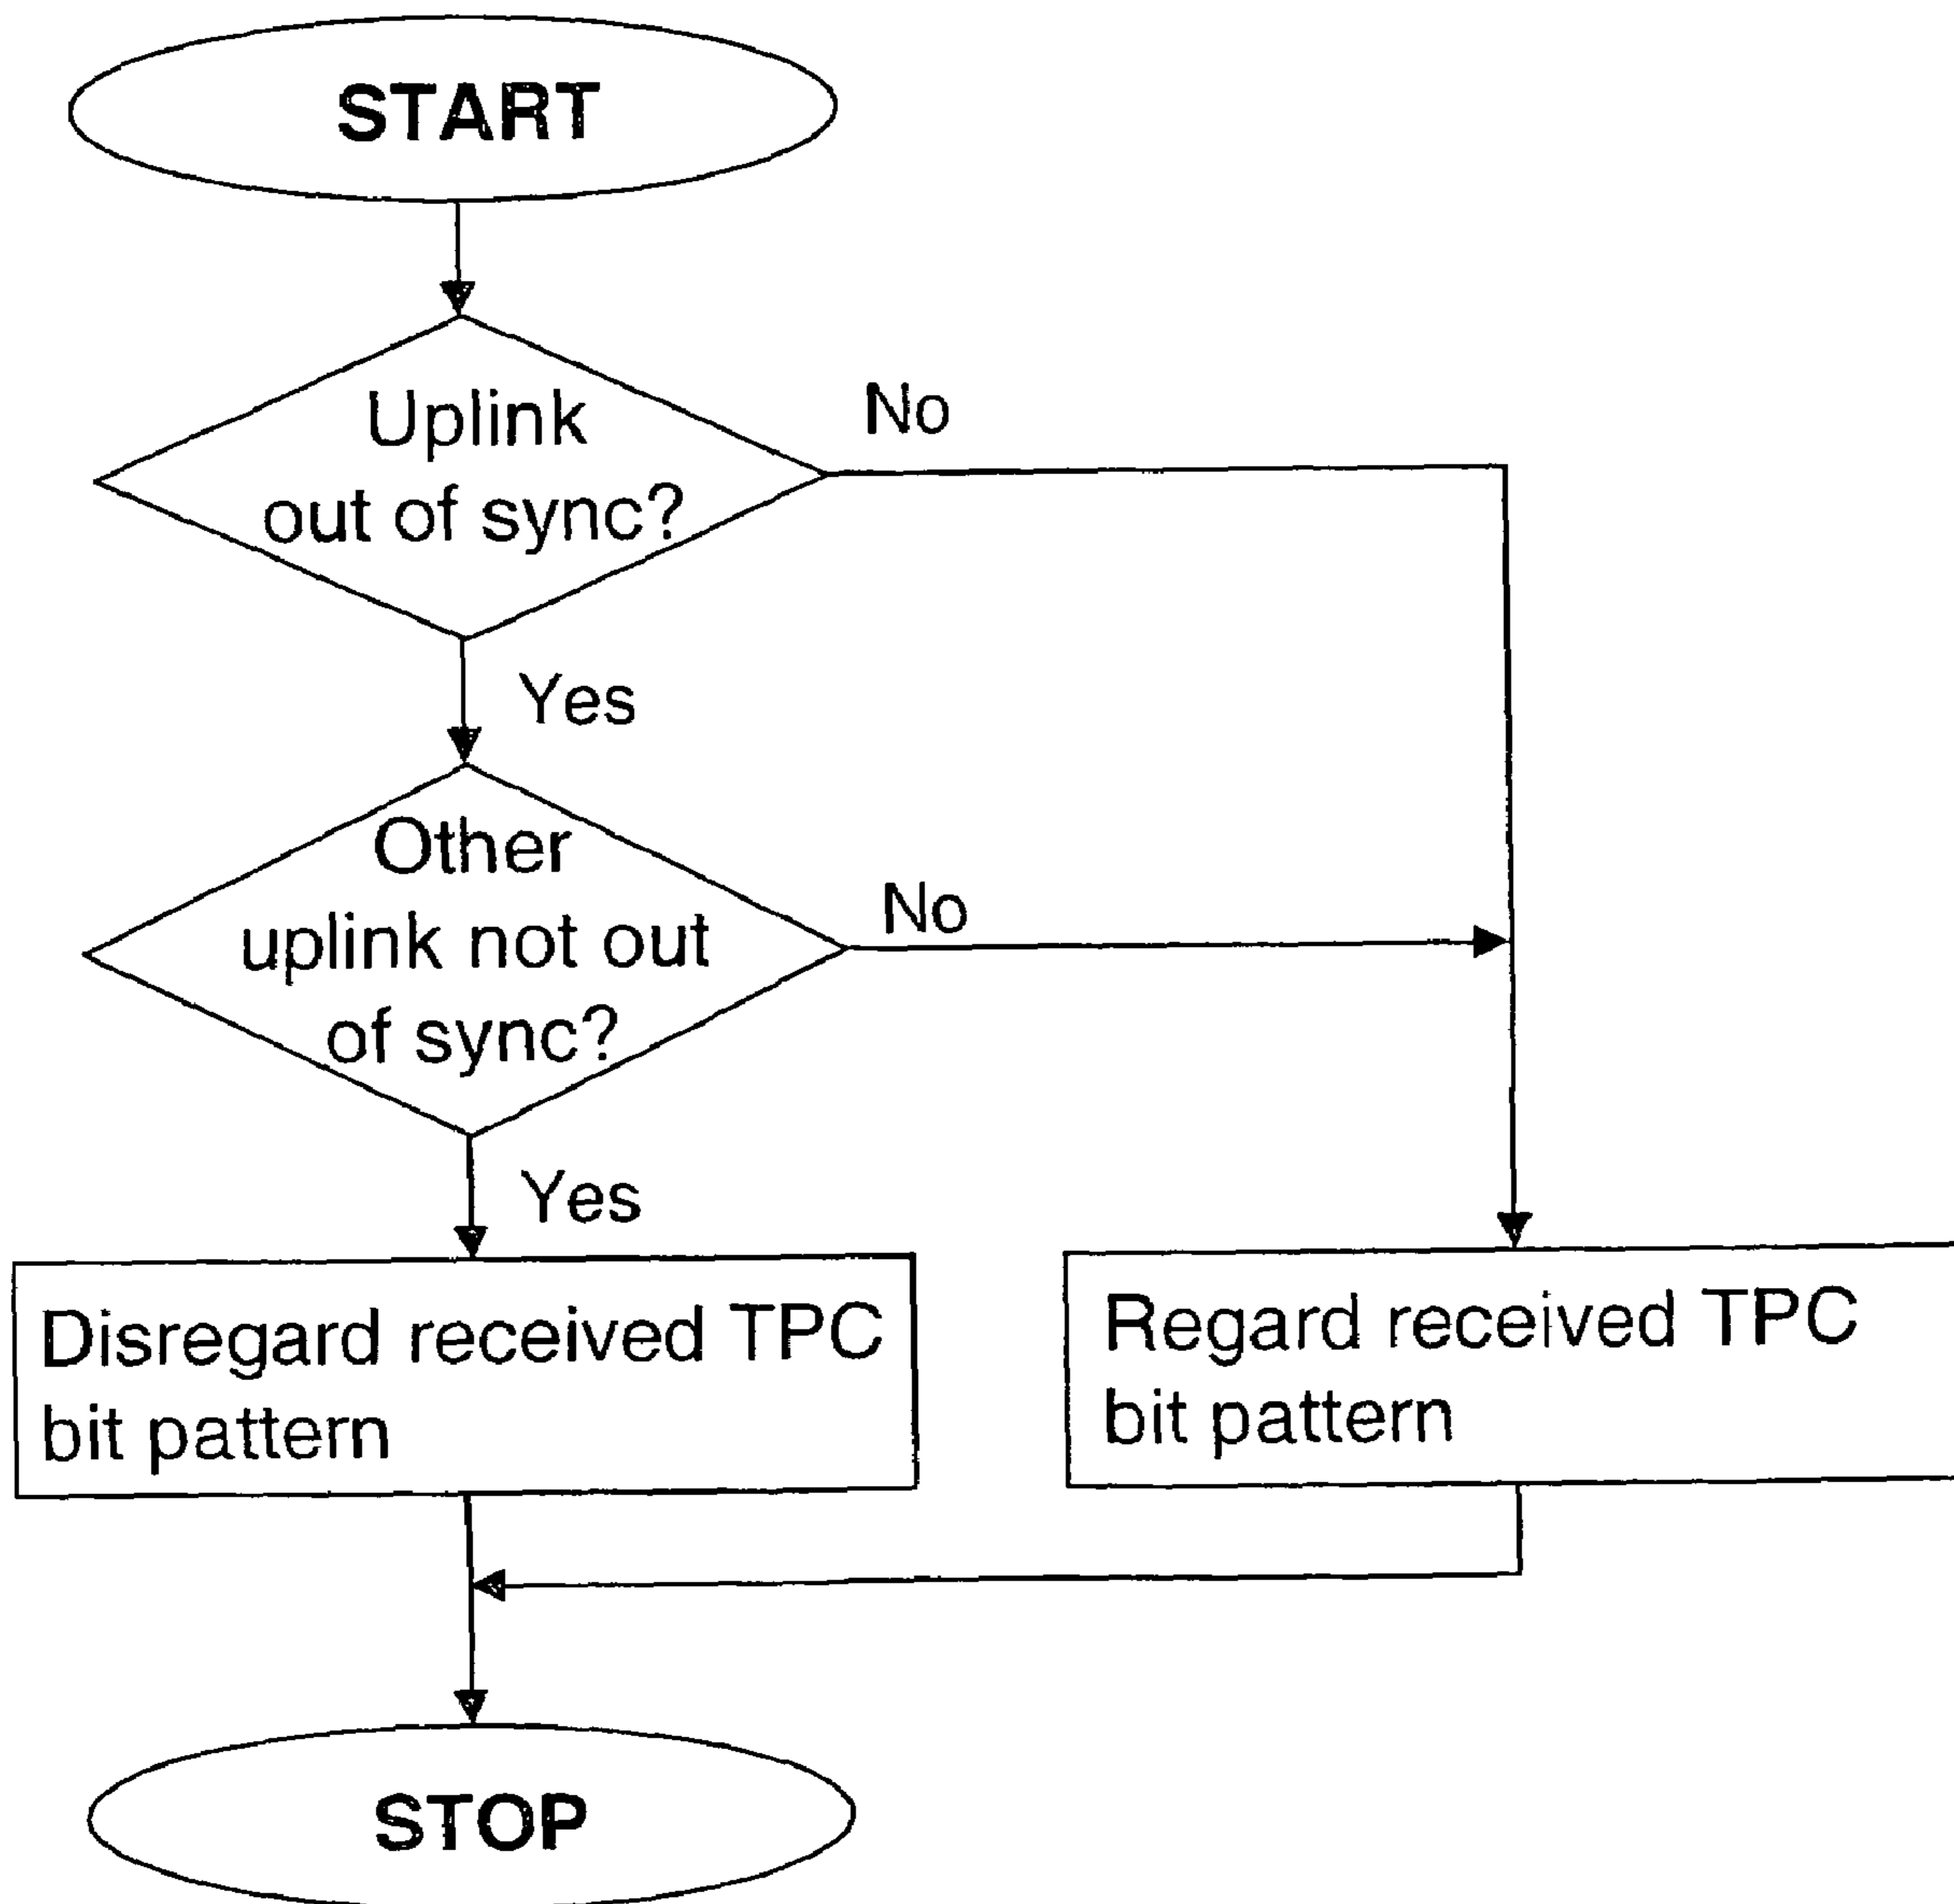 START
Uplink
out of sync?
No
Yes
Other
uplink not out
of sync?
No
Yes
Disregard received TPC
bit pattern
Regard received TPC
bit pattern
STOP